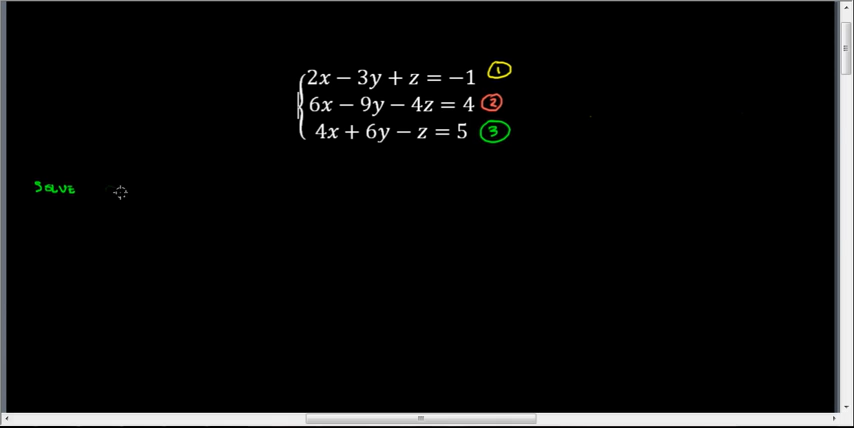 2x − 3y + z = −1 1
6x − 9y − 4z = 4 2
4x + 6y − z = 5 3
SOLVE